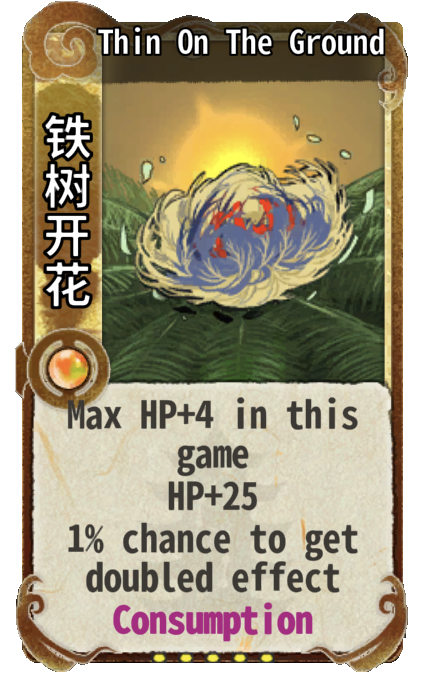 Thin On The Ground
铁树开花
Max HP+4 in this
game
HP+25
1% chance to get
doubled effect
Consumption